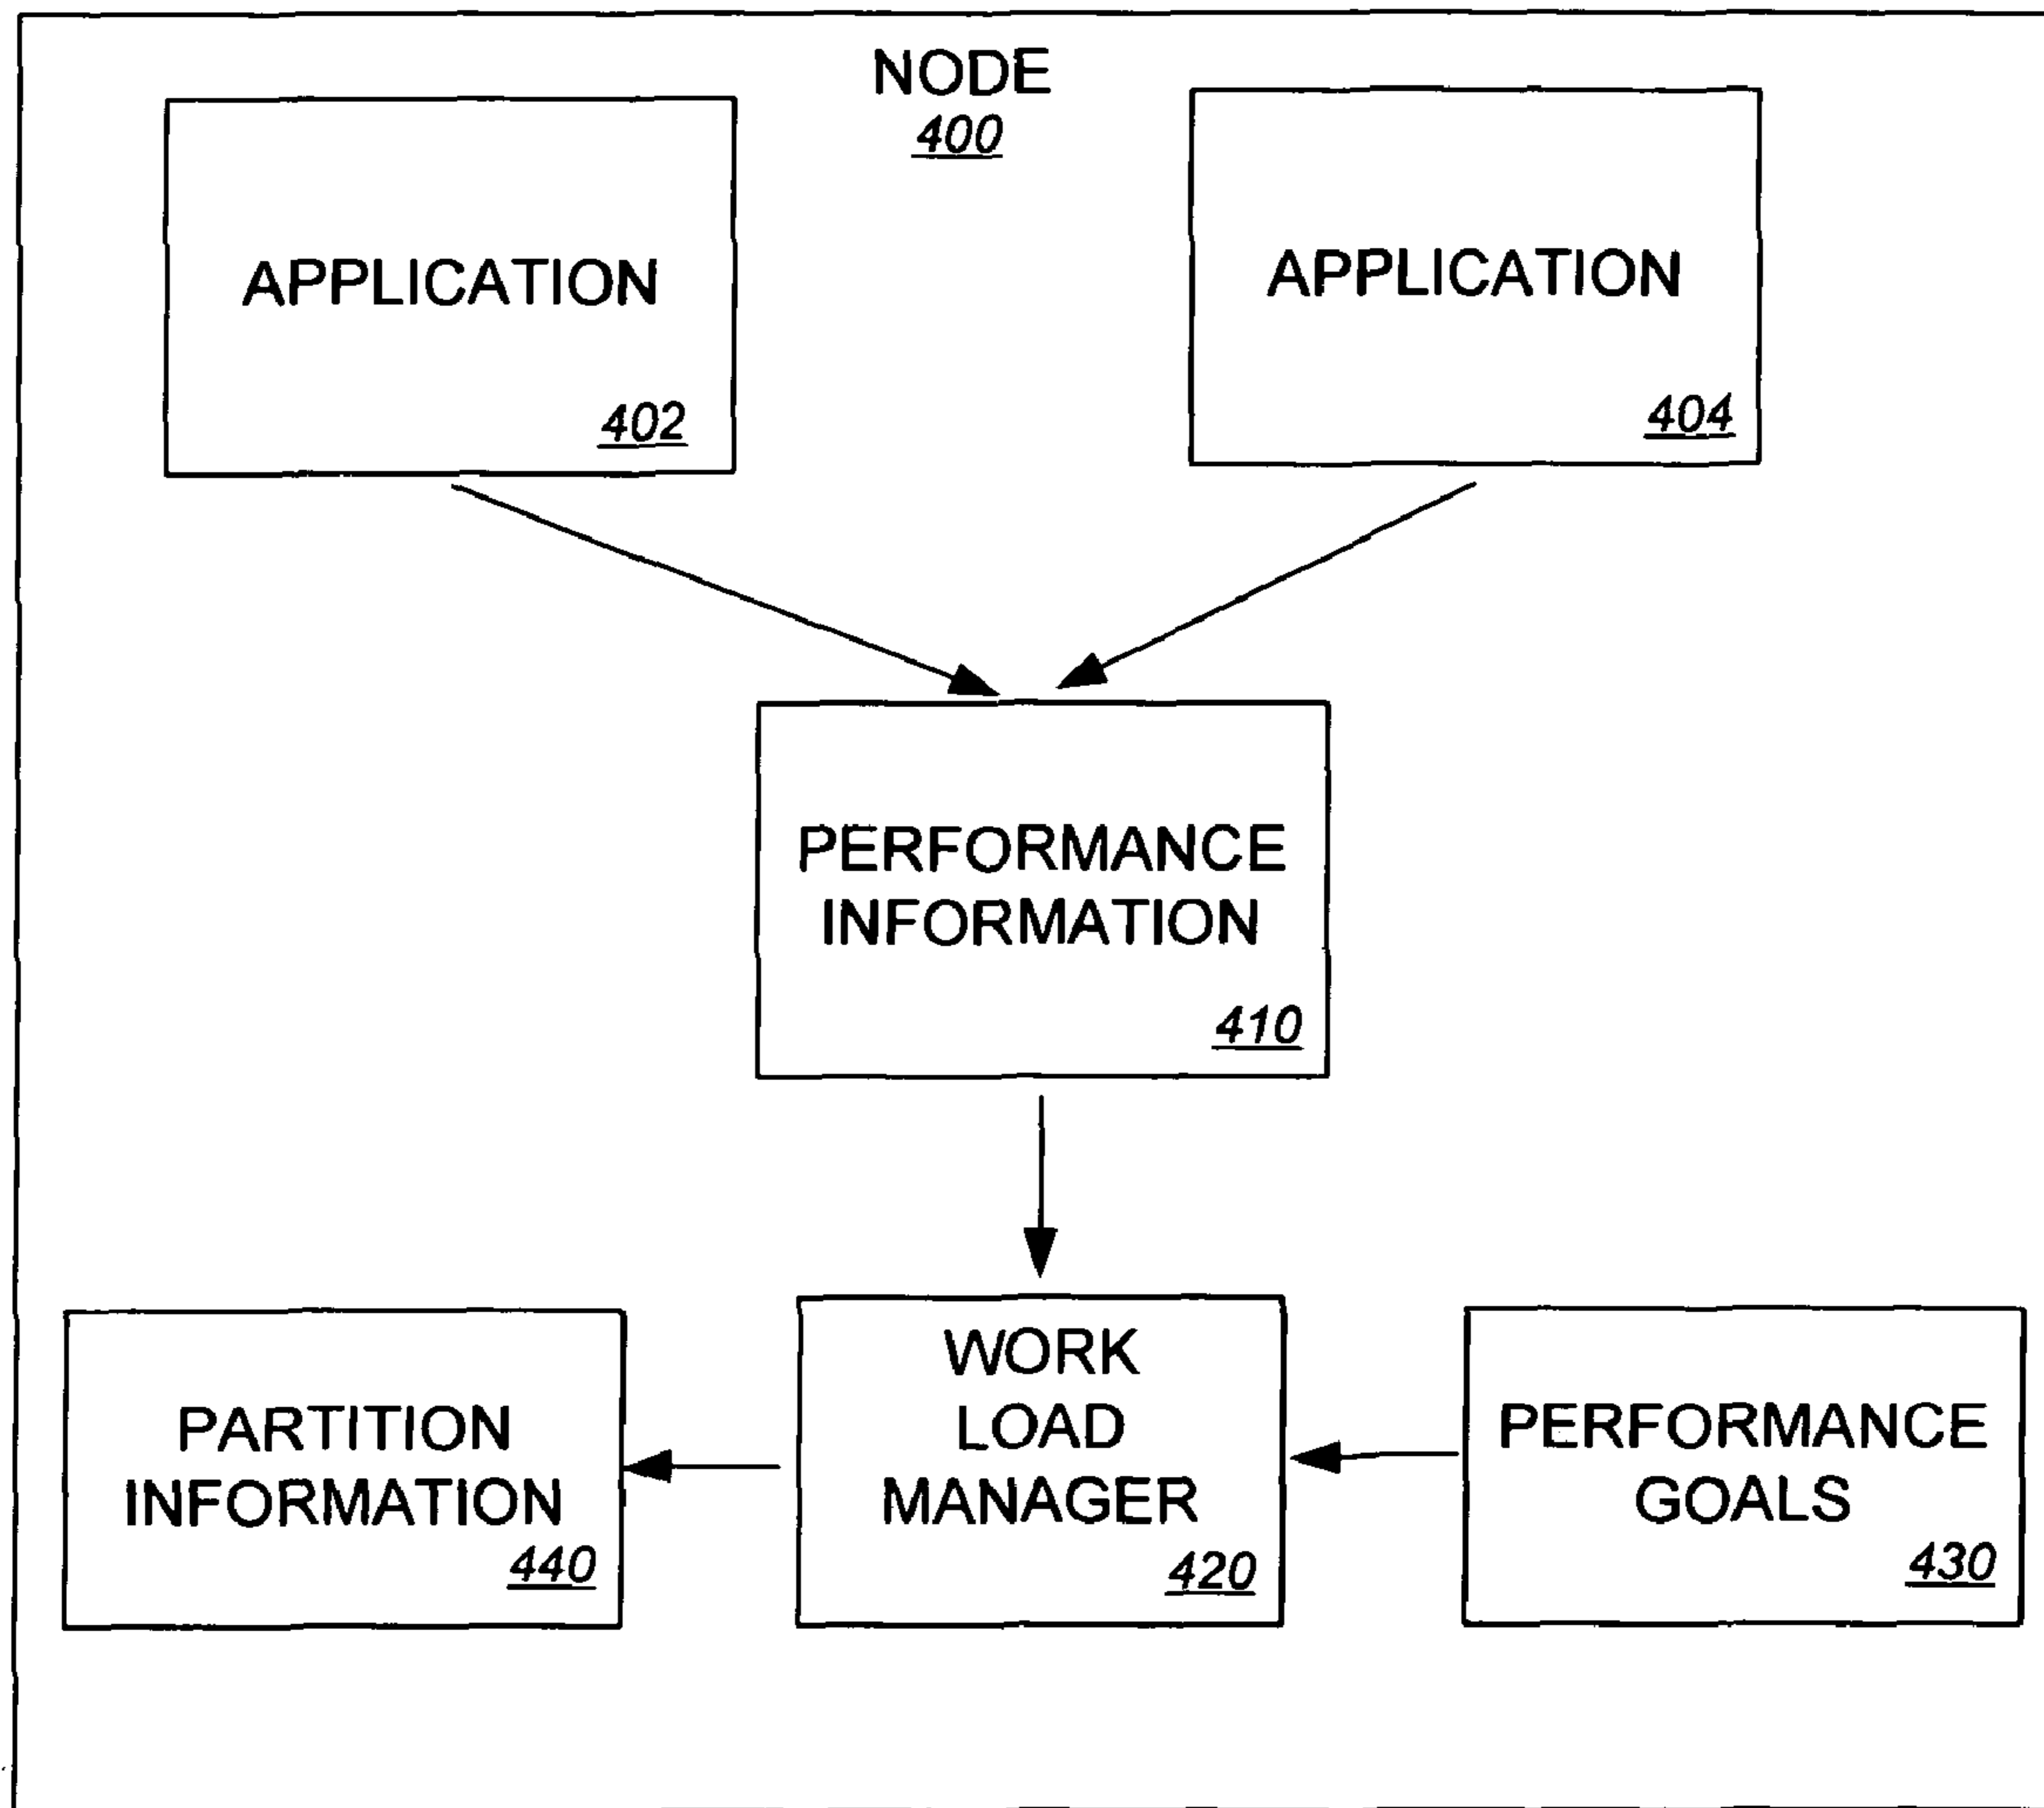 NODE
400
APPLICATION
402
APPLICATION
404
PERFORMANCE
INFORMATION
410
PARTITION
INFORMATION
440
WORK
LOAD
MANAGER
420
PERFORMANCE
GOALS
430